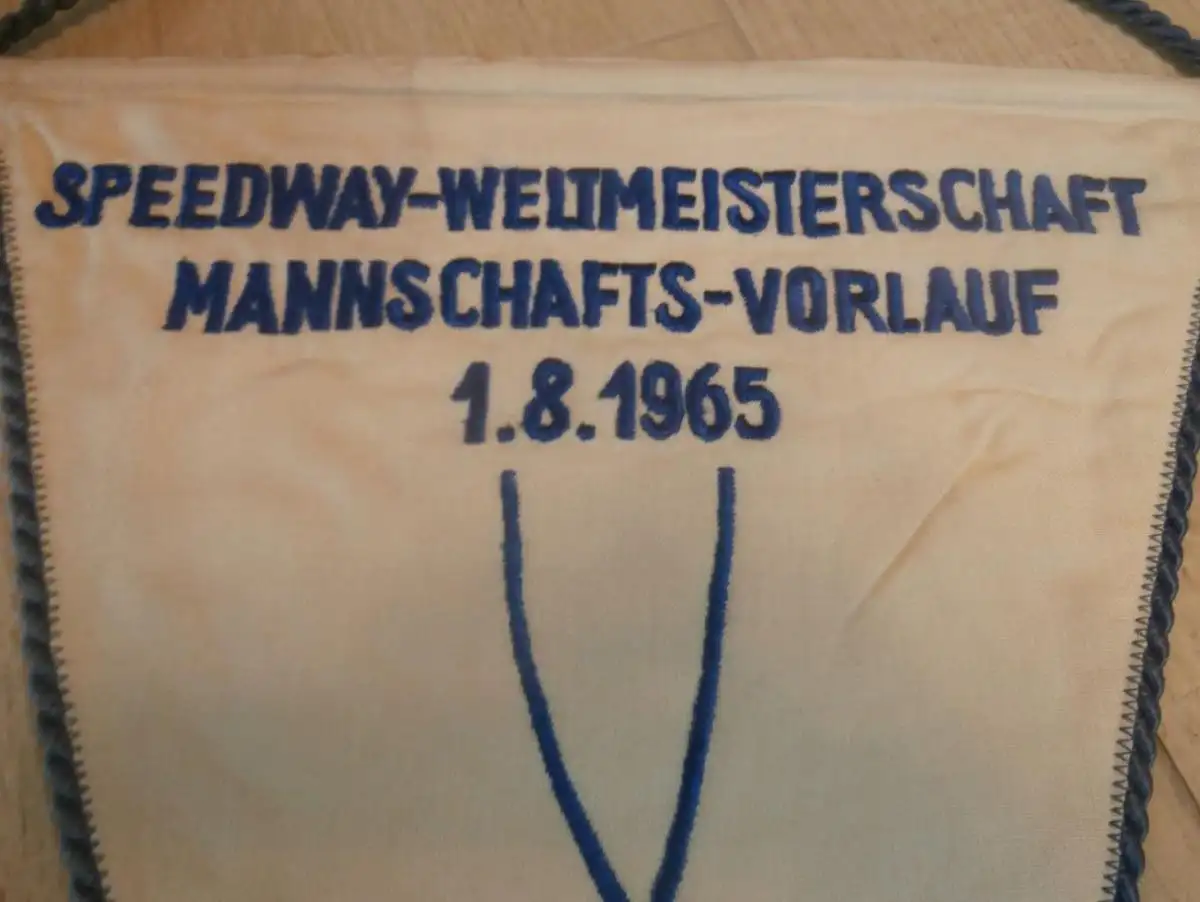 SPEEDWAY-WELTMEISTERSCHAFT
MANNSCHAFTS-VORLAUF
1.8.1965